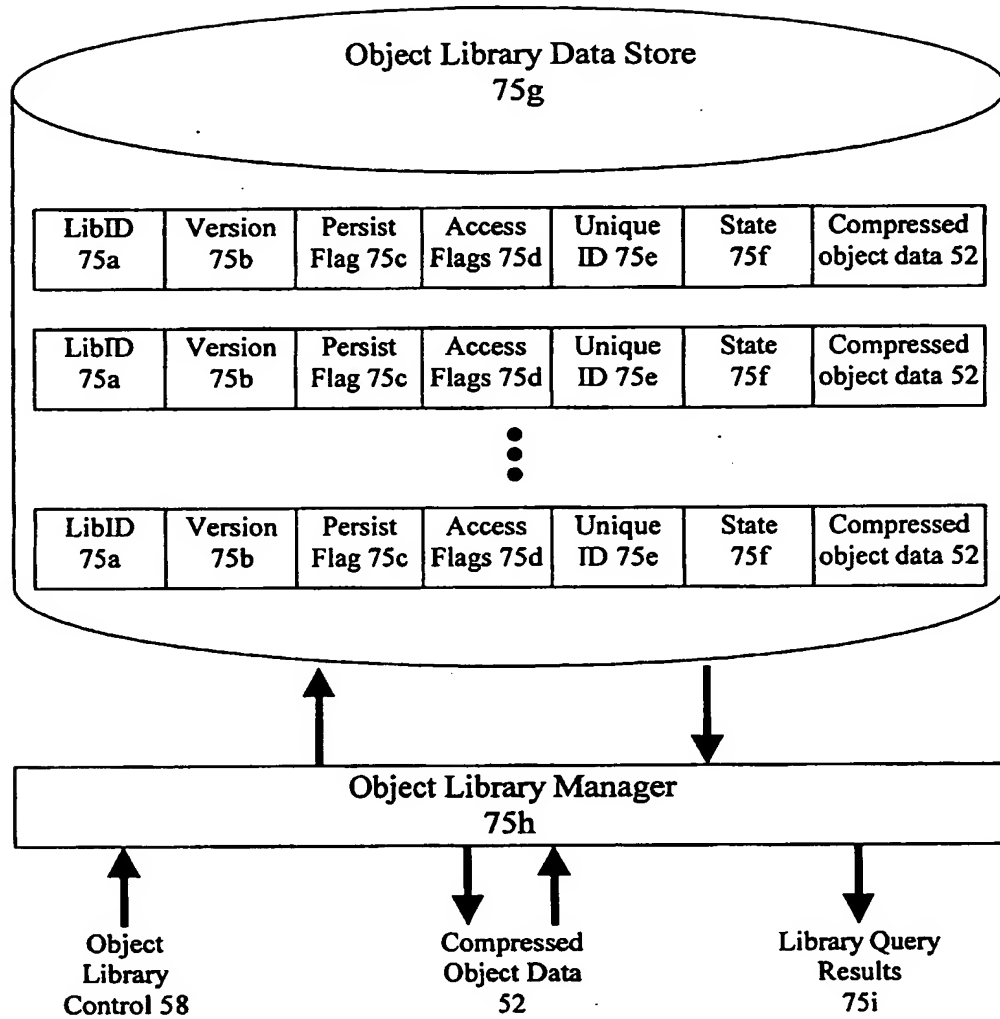 Object Library Data Store
75g
LibID Version Persist Access Unique State Compressed
75a 75b Flag 75c Flags 75d ID 75e 75f object data 52
LibID Version Persist Access Unique State Compressed
75a 75b Flag 75c Flags 75d ID 75e 75f object data 52
LibID Version Persist Access Unique State Compressed
75a 75b Flag 75c Flags 75d ID 75e 75f object data 52
Object Library Manager
75h
Object Compressed Library Query
Library Object Data Results
Control 58 52 75i